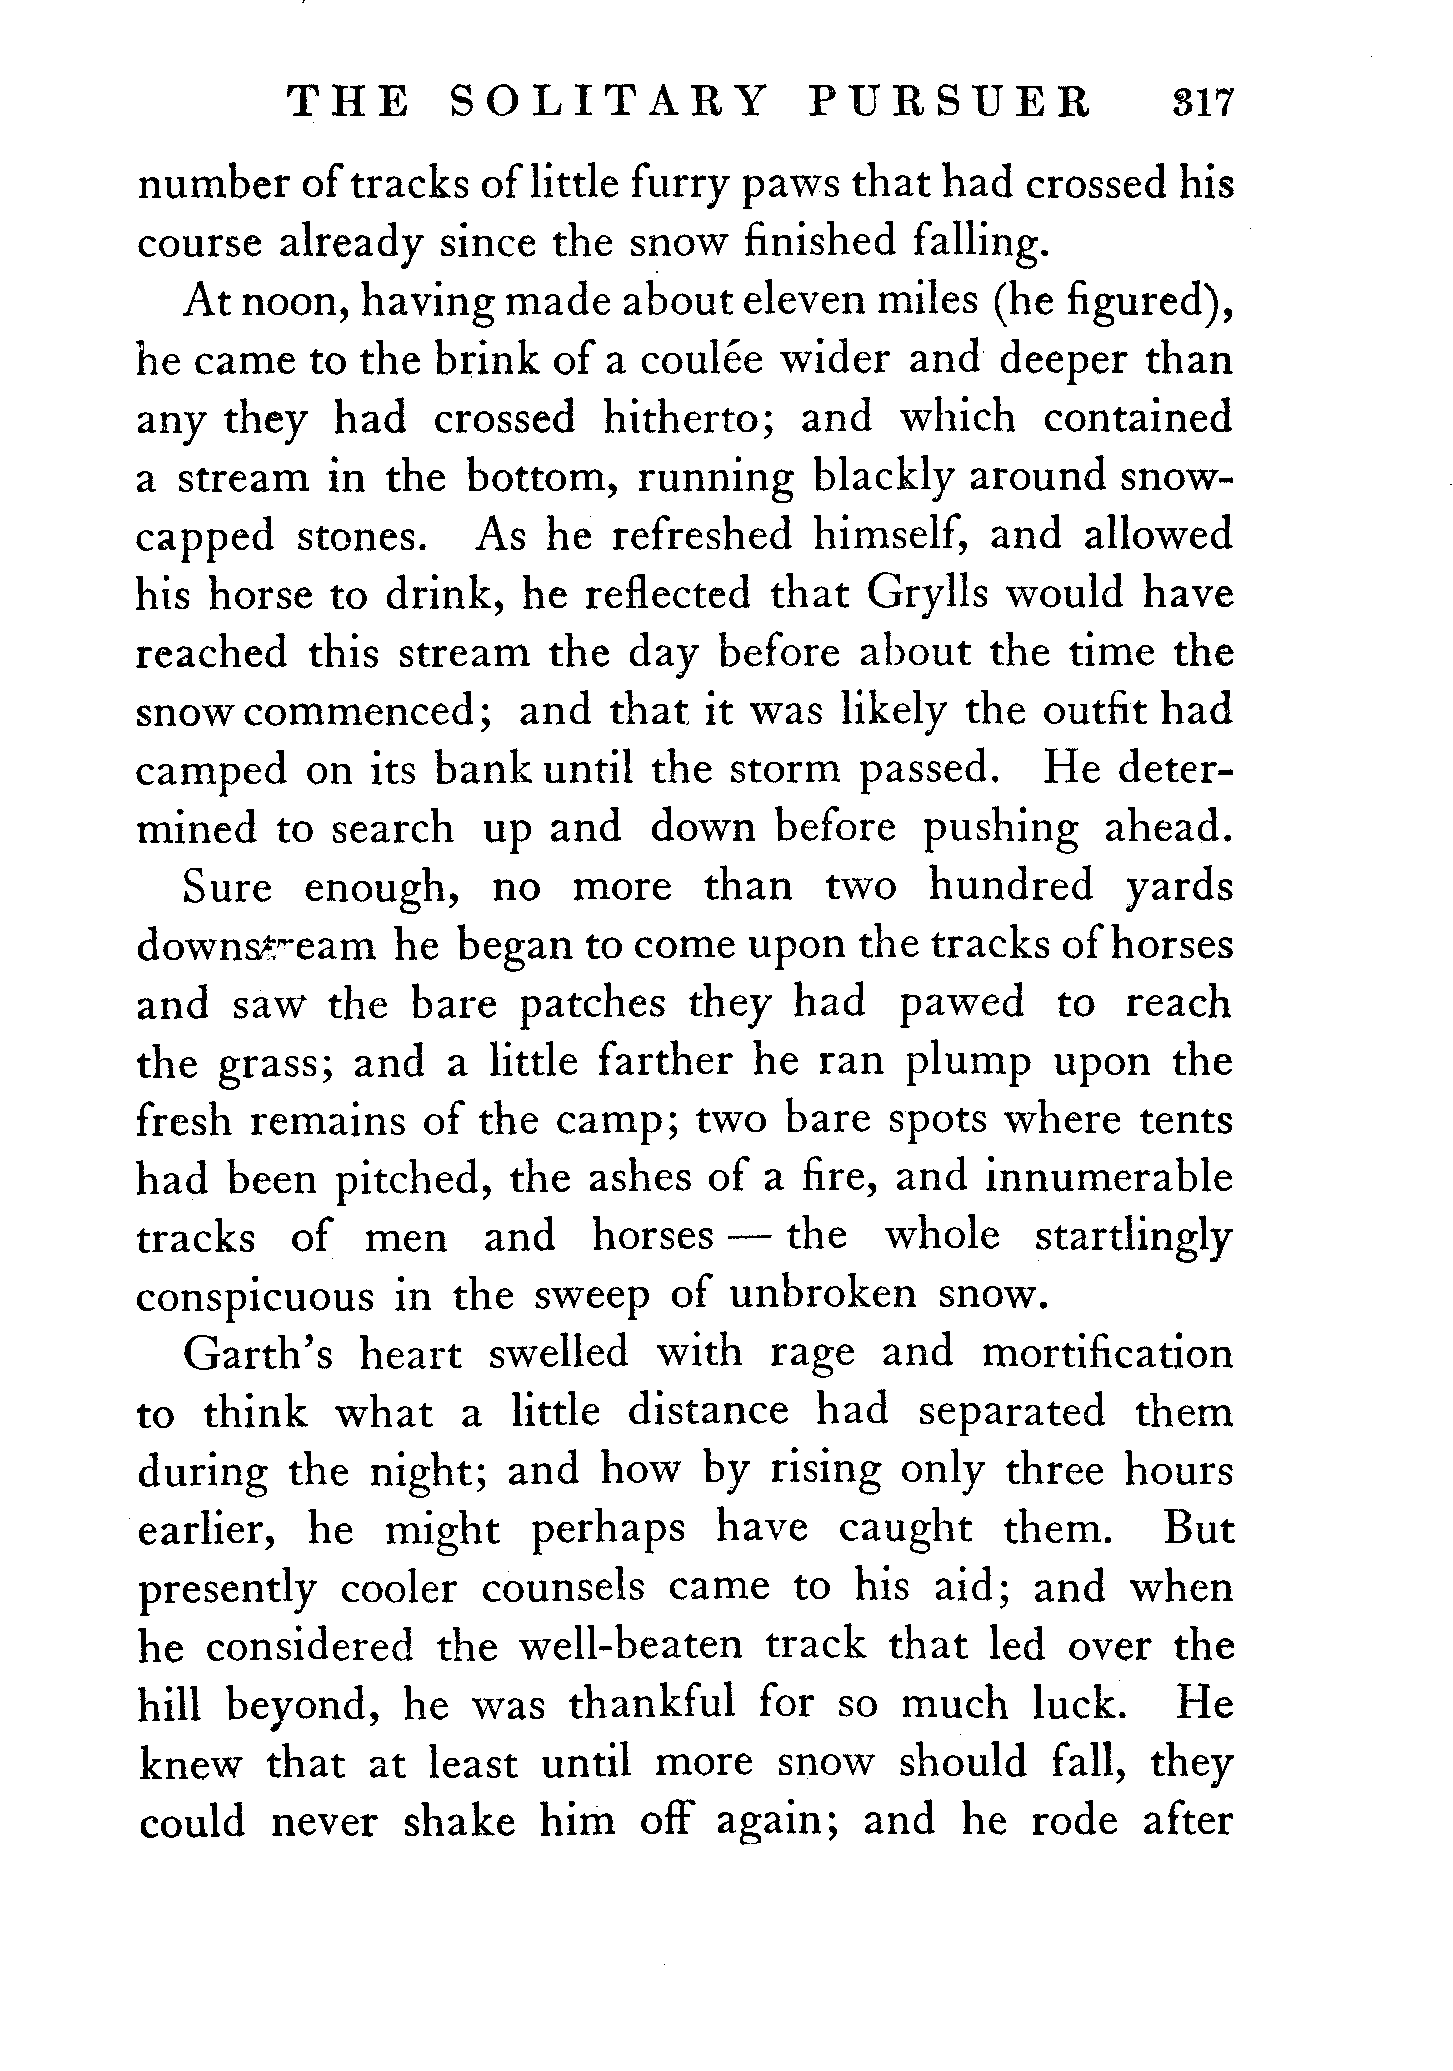 THE SOLITARY PURSUER 317
number of tracks of little furry paws that had crossed his
course already since the snow finished falling.
At noon, having made about eleven miles (he figured),
he came to the brink of a coulée wider and deeper than
any they had crossed hitherto; and which contained
a stream in the bottom, running blackly around snow-
capped stones. As he refreshed himself, and allowed
his horse to drink, he reflected that Grylls would have
reached this stream the day before about the time the
snow commenced; and that it was likely the outfit had
camped on its bank until the storm passed. He deter-
mined to search up and down before pushing ahead.
Sure enough, no more than two hundred yards
downstream he began to come upon the tracks of horses
and saw the bare patches they had pawed to reach
the grass; and a little farther he ran plump upon the
fresh remains of the camp; two bare spots where tents
had been pitched, the ashes of a fire, and innumerable
tracks of men and horses — the whole startlingly
conspicuous in the sweep of unbroken snow.
Garth's heart swelled with rage and mortification
to think what a little distance had separated them
during the night; and how by rising only three hours
earlier, he might perhaps have caught them. But
presently cooler counsels came to his aid; and when
he considered the well-beaten track that led over the
hill beyond, he was thankful for so much luck. He
knew that at least until more snow should fall, they
could never shake him off again; and he rode after